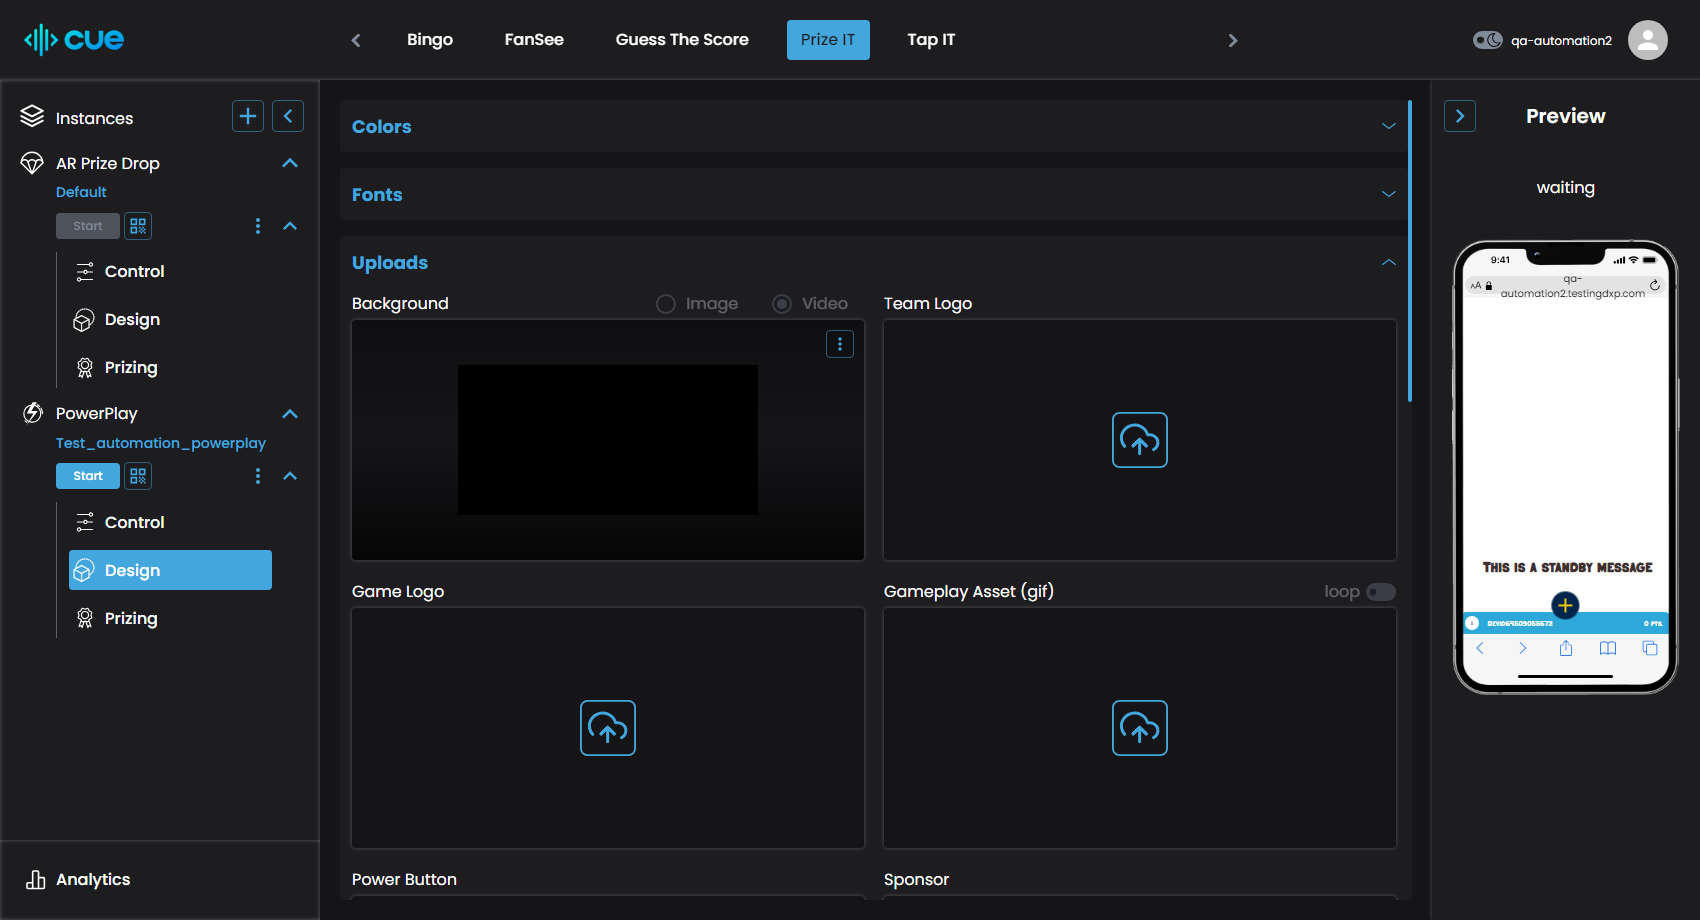 cue
Bingo
FanSee
Guess The Score
Prize IT
Tap IT
qa-automation2
Instances
AR Prize Drop
Default
Start
Control
Design
Prizing
PowerPlay
Test_automation_powerplay
Start
Control
Design
Prizing
Analytics
Colors
Fonts
Uploads
Background
Image
Video
Team Logo
Game Logo
Gameplay Asset (gif)
loop
Power Button
Sponsor
Preview
waiting
9:41
AA
qa-
automation2.testingdxp.com
This is a standby message
0 PTS.